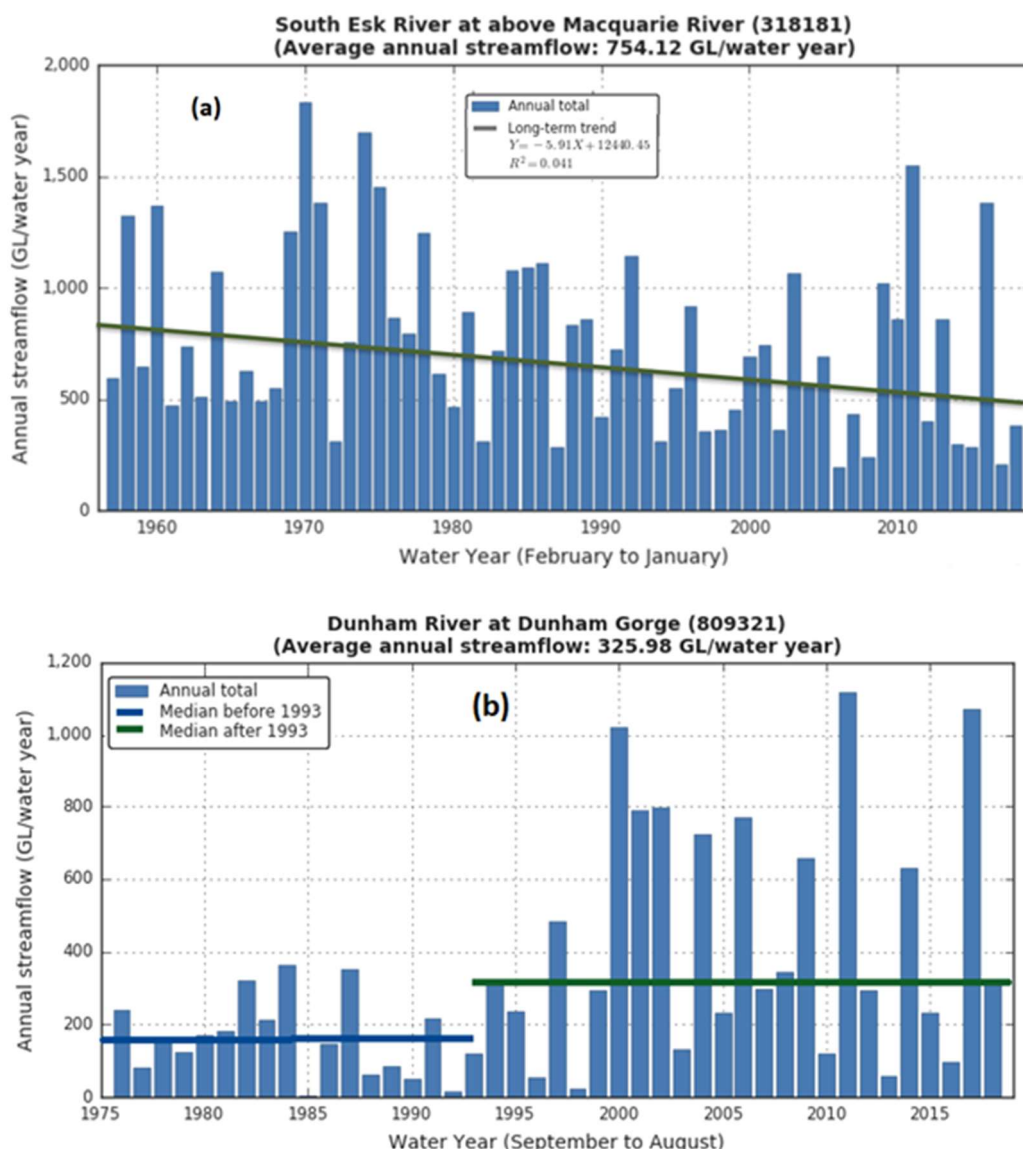 South Esk River at above Macquarie River (318181)
(Average annual streamflow: 754.12 GL/water year)
2,000
1,500
1,000
500
0
Annual streamflow (GL/water year)
(a)
Annual total
Long-term trend
Y = −5.91X + 12440.45
R² = 0.041
1960 1970 1980 1990 2000 2010
Water Year (February to January)
Dunham River at Dunham Gorge (809321)
(Average annual streamflow: 325.98 GL/water year)
1,200
1,000
800
600
400
200
0
Annual streamflow (GL/water year)
Annual total
Median before 1993
Median after 1993
(b)
1975 1980 1985 1990 1995 2000 2005 2010 2015
Water Year (September to August)